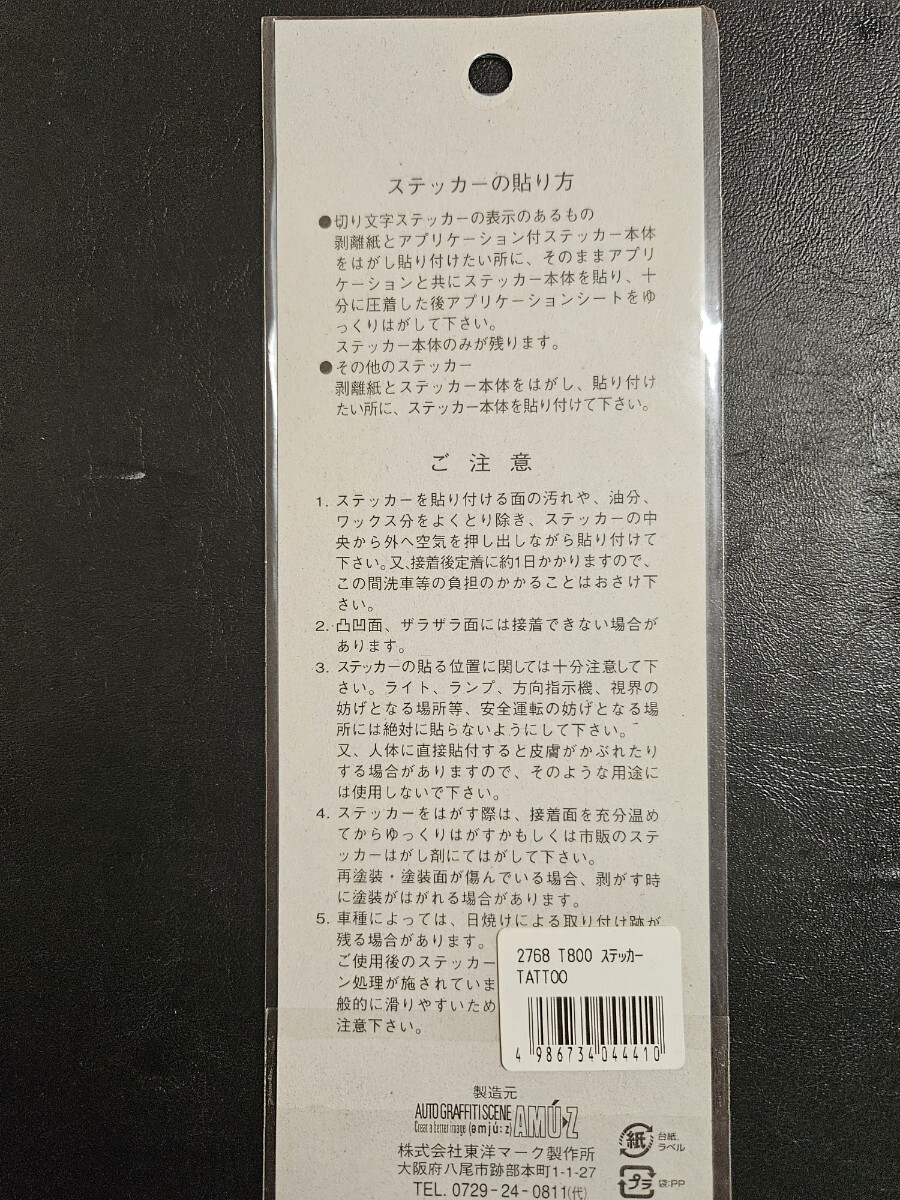 ステッカーの貼り方
●切り文字ステッカーの表示のあるもの
剥離紙とアプリケーション付ステッカー本体
をはがし貼り付けたい所に、そのままアプリ
ケーションと共にステッカー本体を貼り、十
分に圧着した後アプリケーションシートをゆ
っくりはがして下さい。
ステッカー本体のみが残ります。
●その他のステッカー
剥離紙とステッカー本体をはがし、貼り付け
たい所に、ステッカー本体を貼り付けて下さい。
ご注意
1. ステッカーを貼り付ける面の汚れや、油分、
ワックス分をよくとり除き、ステッカーの中
央から外へ空気を押し出しながら貼り付けて
下さい。又、接着後定着に約1日かかりますので、
この間洗車等の負担のかかることはおさけ下
さい。
2. 凸凹面、ザラザラ面には接着できない場合が
あります。
3. ステッカーの貼る位置に関しては十分注意して下
さい。ライト、ランプ、方向指示機、視界の
妨げとなる場所等、安全運転の妨げとなる場
所には絶対に貼らないようにして下さい。
又、人体に直接貼付すると皮膚がかぶれたり
する場合がありますので、そのような用途に
は使用しないで下さい。
4. ステッカーをはがす際は、接着面を充分温め
てからゆっくりはがすかもしくは市販のステ
ッカーはがし剤にてはがして下さい。
再塗装・塗装面が傷んでいる場合、剥がす時
に塗装がはがれる場合があります。
5. 車種によっては、日焼けによる取り付け跡が
残る場合があります。
ご使用後のステッカー
ン処理が施されていま
般的に滑りやすいため
注意下さい。
2768 T800 ステッカー
TATTOO
4 986734 044410
製造元
AUTO GRAFFITI SCENE AMÚ・Z
Creat a better image (emjú:z)
株式会社東洋マーク製作所
大阪府八尾市跡部本町1-1-27
TEL. 0729-24-0811(代)
紙 台紙.
ラベル
プラ 袋:PP